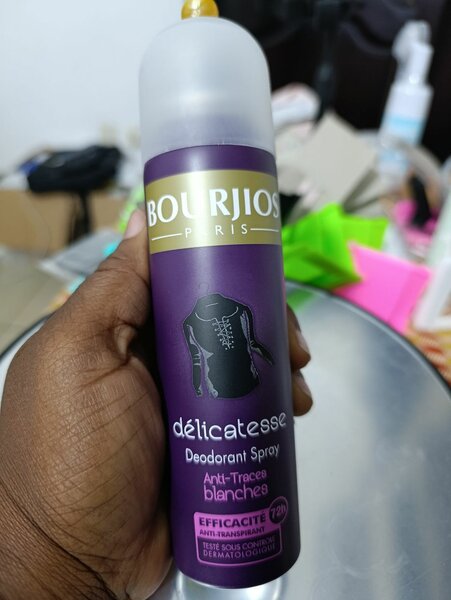 BOURJIOS
PARIS
délicatesse
Deodorant Spray
Anti-Traces
blanches
EFFICACITÉ 72h
ANTI-TRANSPIRANT
TESTÉ SOUS CONTRÔLE
DERMATOLOGIQUE